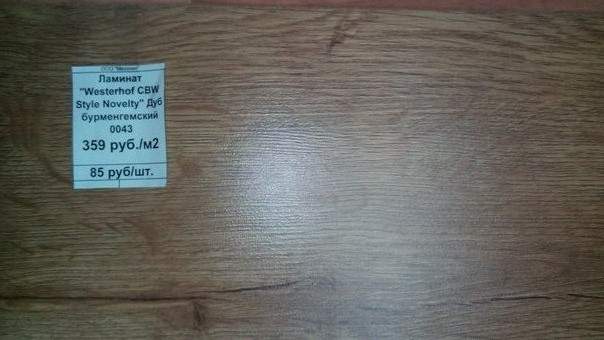 Ламинат
"Westerhof CBW
Style Novelty" Дуб
бурменгемский
0043
359 руб./м2
85 руб/шт.